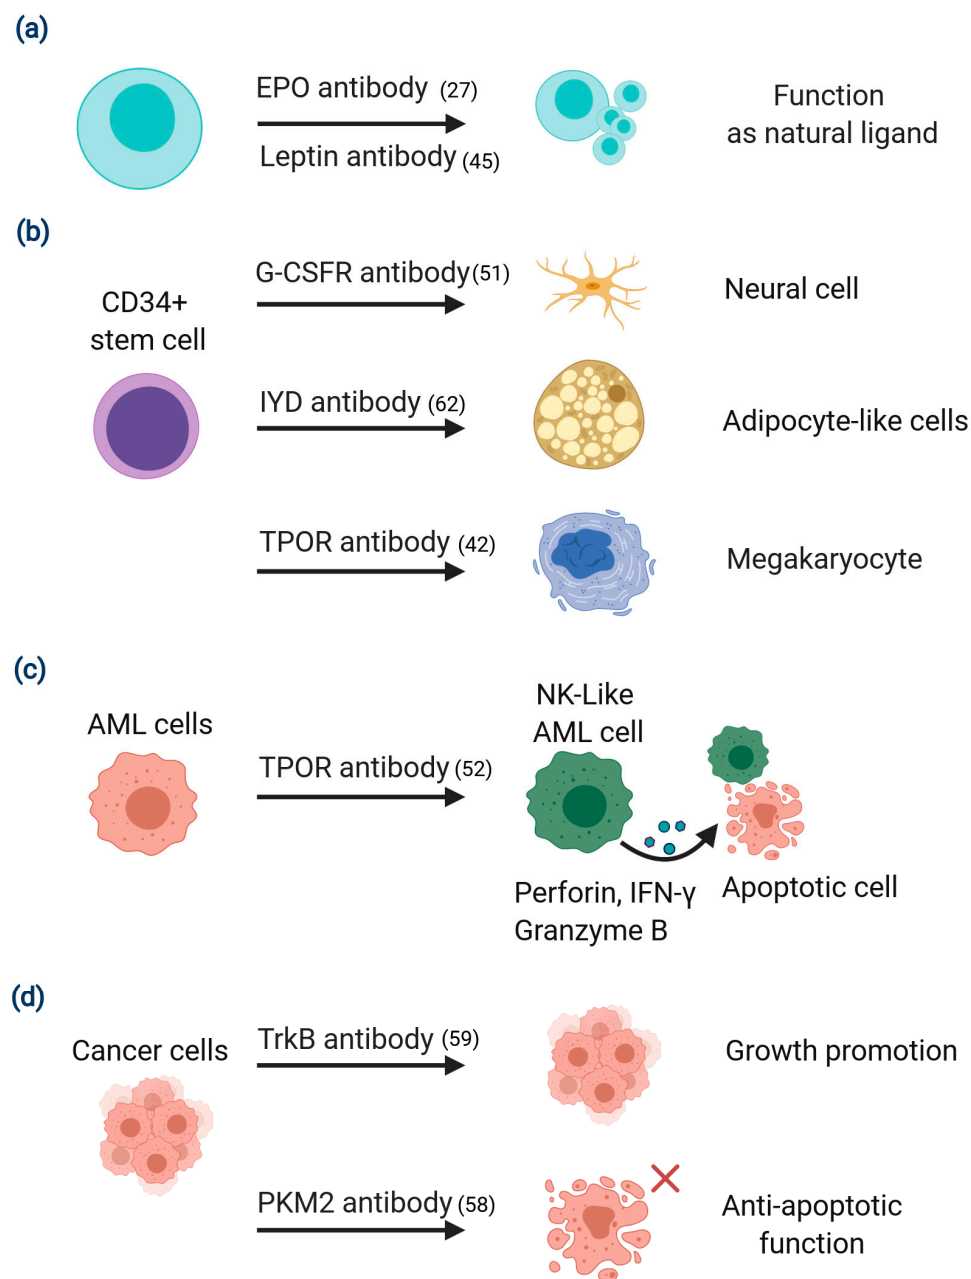 (a)
EPO antibody (27)
Leptin antibody (45)
Function
as natural ligand
(b)
CD34+
stem cell
G-CSFR antibody (51)
Neural cell
IYD antibody (62)
Adipocyte-like cells
TPOR antibody (42)
Megakaryocyte
(c)
AML cells
TPOR antibody (52)
NK-Like
AML cell
Perforin, IFN-γ
Granzyme B
Apoptotic cell
(d)
Cancer cells
TrkB antibody (59)
Growth promotion
PKM2 antibody (58)
Anti-apoptotic
function